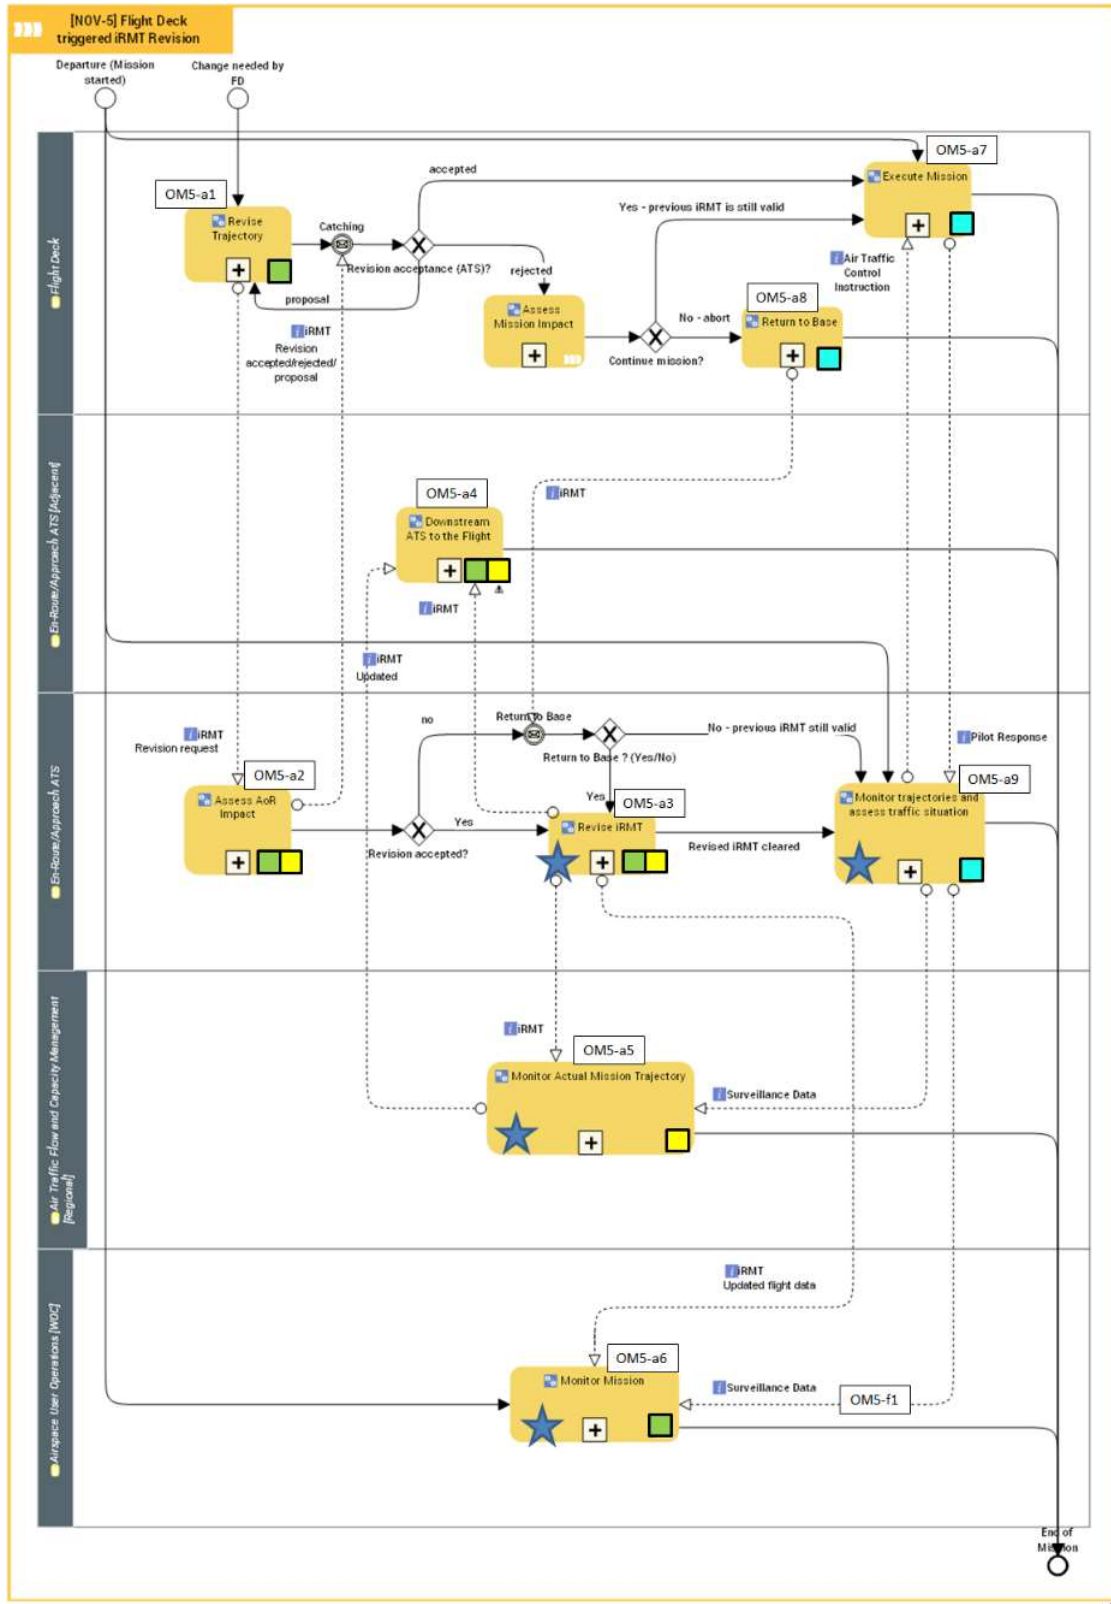 [NOV-5] Flight Deck
triggered iRMT Revision
Departure (Mission
started)
Change needed by
FD
Flight Deck
OM5-a1
Revise
Trajectory
Catching
accepted
Revision acceptance (ATS)?
proposal
rejected
iRMT
Revision
accepted/rejected/
proposal
Assess
Mission Impact
Yes - previous iRMT is still valid
Continue mission?
No - abort
OM5-a7
Execute Mission
Air Traffic
Control
Instruction
OM5-a8
Return to Base
En-Route/Approach ATS [Adjacent]
OM5-a4
Downstream
ATS to the Flight
iRMT
iRMT
iRMT
Updated
En-Route/Approach ATS
iRMT
Revision request
OM5-a2
Assess AoR
Impact
no
Return to Base
No - previous iRMT still valid
Return to Base ? (Yes/No)
Yes
Revision accepted?
Yes
OM5-a3
Revise iRMT
Revised iRMT cleared
Pilot Response
OM5-a9
Monitor trajectories and
assess traffic situation
Air Traffic Flow and Capacity Management
[Regional]
iRMT
OM5-a5
Monitor Actual Mission Trajectory
Surveillance Data
Airspace User Operations [WOC]
iRMT
Updated flight data
OM5-a6
Monitor Mission
Surveillance Data
OM5-f1
End of
Mission